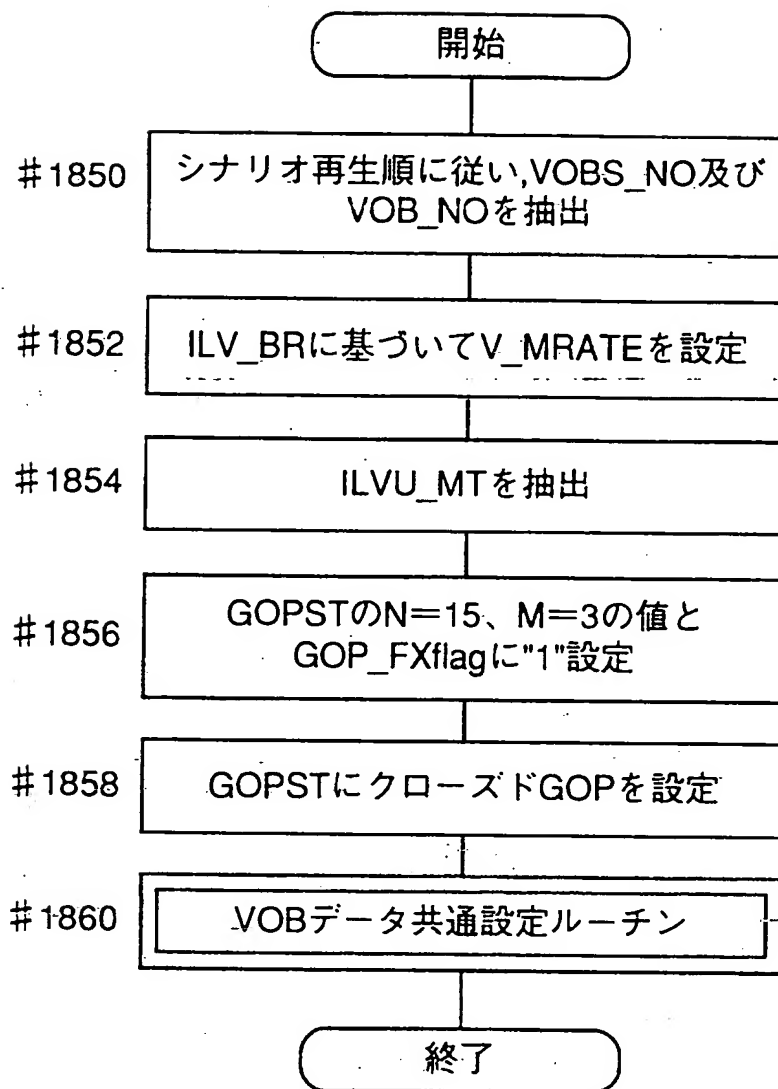 開始
#1850
シナリオ再生順に従い,VOBS_NO及び
VOB_NOを抽出
#1852
ILV_BRに基づいてV_MRATEを設定
#1854
ILVU_MTを抽出
#1856
GOPSTのN=15、M=3の値と
GOP_FXflagに"1"設定
#1858
GOPSTにクローズドGOPを設定
#1860
VOBデータ共通設定ルーチン
終了